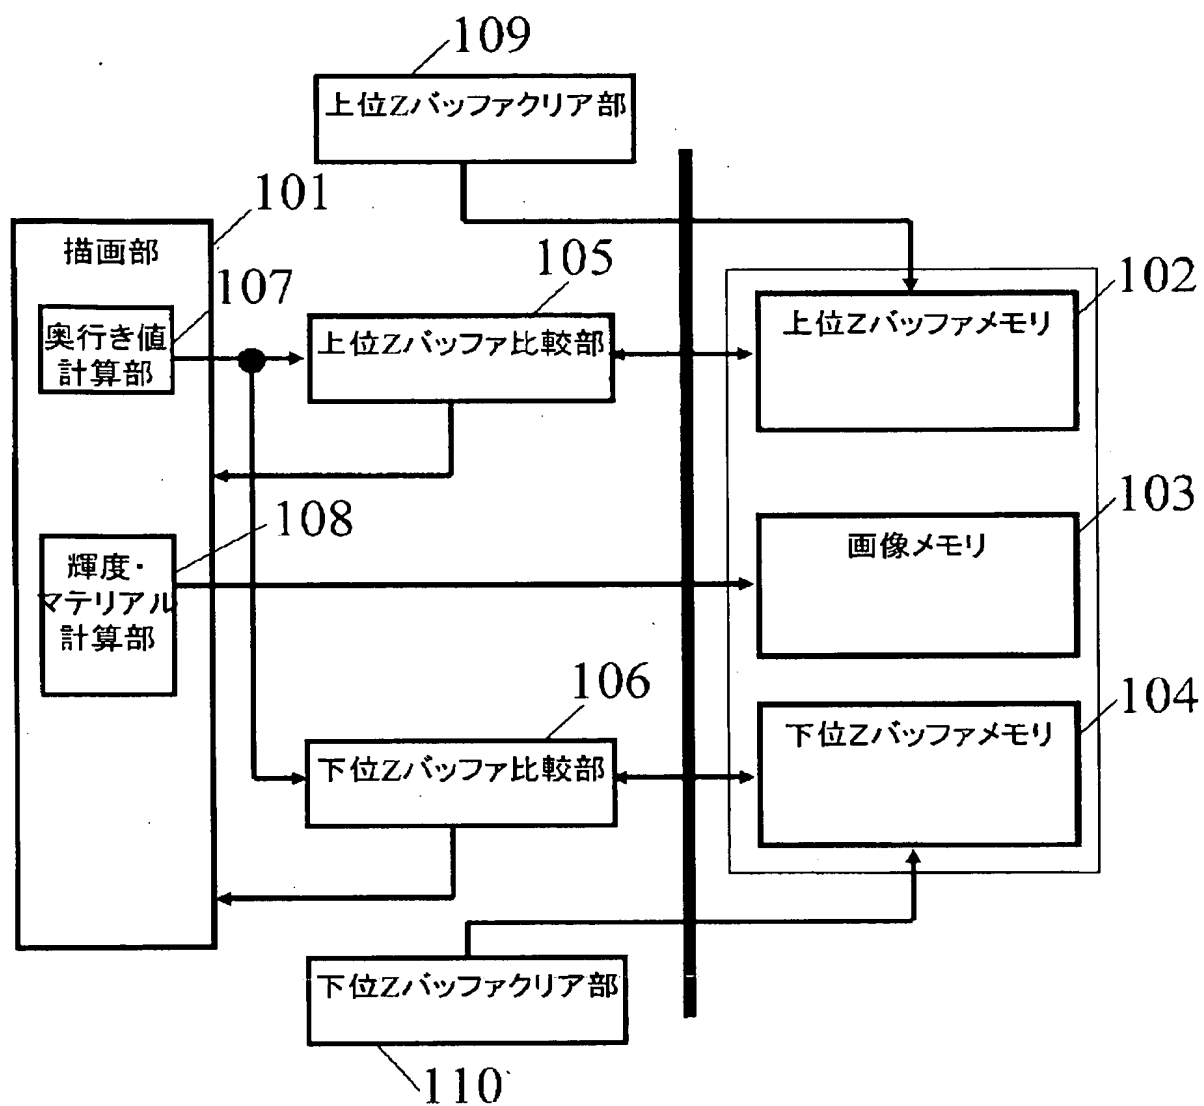 109
上位Zバッファクリア部
101
描画部
107
奥行き値
計算部
105
上位Zバッファ比較部
102
上位Zバッファメモリ
108
輝度・
マテリアル
計算部
103
画像メモリ
106
下位Zバッファ比較部
104
下位Zバッファメモリ
下位Zバッファクリア部
110